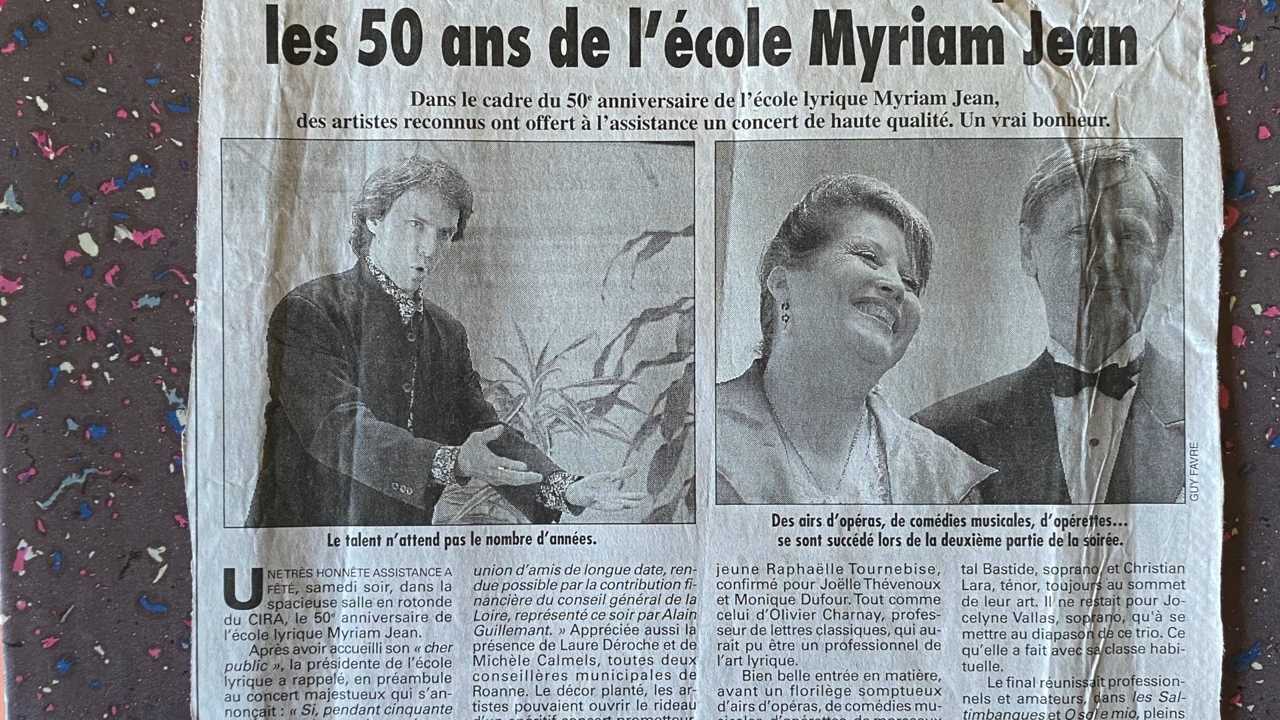 les 50 ans de l'école Myriam Jean
Dans le cadre du 50e anniversaire de l'école lyrique Myriam Jean,
des artistes reconnus ont offert à l'assistance un concert de haute qualité. Un vrai bonheur.
GUY FAVRE
Le talent n'attend pas le nombre d'années.
Des airs d'opéras, de comédies musicales, d'opérettes...
se sont succédé lors de la deuxième partie de la soirée.
UNE TRÈS HONNÊTE ASSISTANCE A
FÊTÉ, samedi soir, dans la
spacieuse salle en rotonde
du CIRA, le 50e anniversaire de
l'école lyrique Myriam Jean.
Après avoir accueilli son « cher
public », la présidente de l'école
lyrique a rappelé, en préambule
au concert majestueux qui s'an-
nonçait : « Si, pendant cinquante
union d'amis de longue date, ren-
due possible par la contribution fi-
nancière du conseil général de la
Loire, représenté ce soir par Alain
Guillemant. » Appréciée aussi la
présence de Laure Déroche et de
Michèle Calmels, toutes deux
conseillères municipales de
Roanne. Le décor planté, les ar-
tistes pouvaient ouvrir le rideau
d'un apéritif concert prometteur
jeune Raphaëlle Tournebise,
confirmé pour Joëlle Thévenoux
et Monique Dufour. Tout comme
celui d'Olivier Charnay, profes-
seur de lettres classiques, qui au-
rait pu être un professionnel de
l'art lyrique.
Bien belle entrée en matière,
avant un florilège somptueux
d'airs d'opéras, de comédies mu-
sicales, d'opérettes, de morceaux
tal Bastide, soprano, et Christian
Lara, ténor, toujours au sommet
de leur art. Il ne restait pour Jo-
celyne Vallas, soprano, qu'à se
mettre au diapason de ce trio. Ce
qu'elle a fait avec sa classe habi-
tuelle.
Le final réunissait profession-
nels et amateurs, dans les Sal-
timbanques et O sole mio, pleins